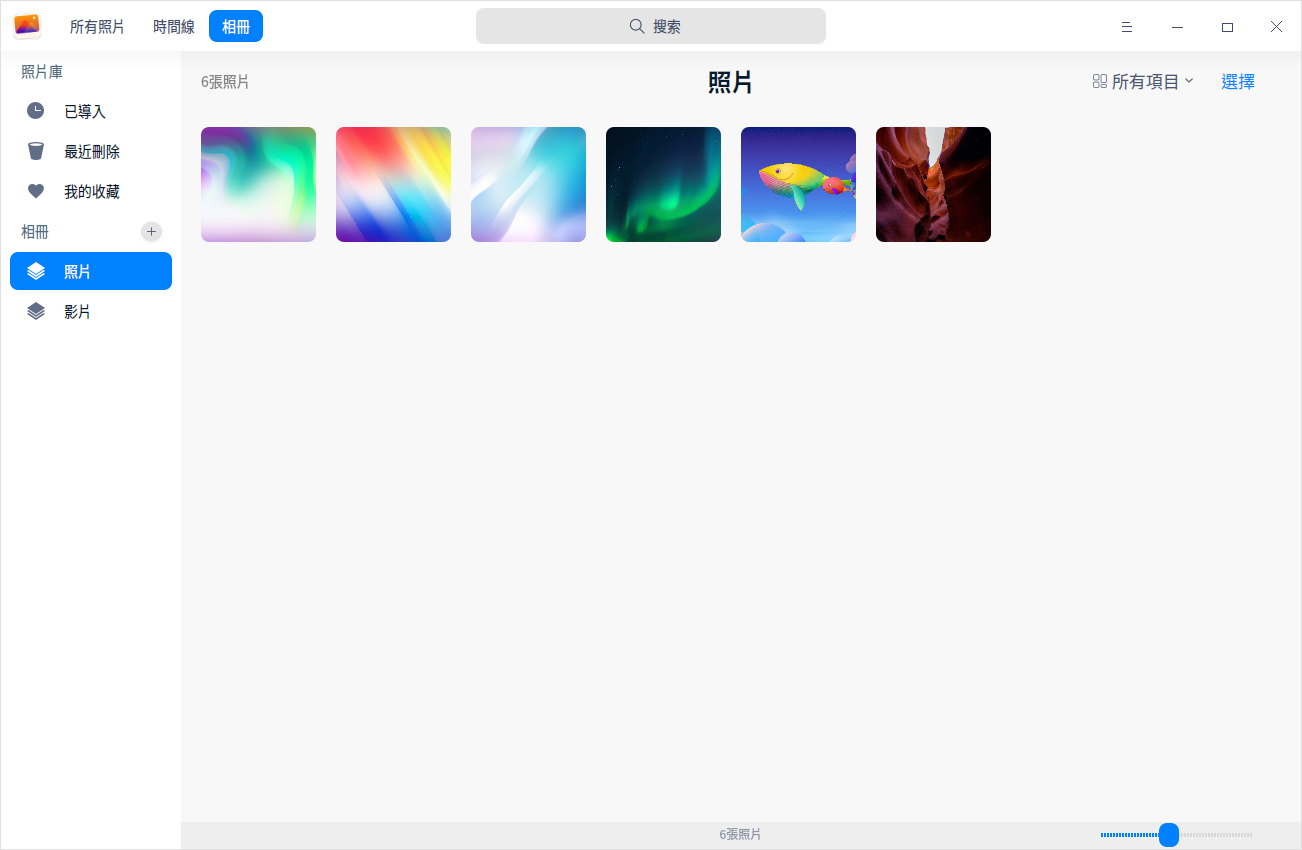 所有照片 時間線 相冊 搜索
照片庫
已導入
最近刪除
我的收藏
相冊
照片
影片
6張照片 照片 所有項目 選擇
6張照片